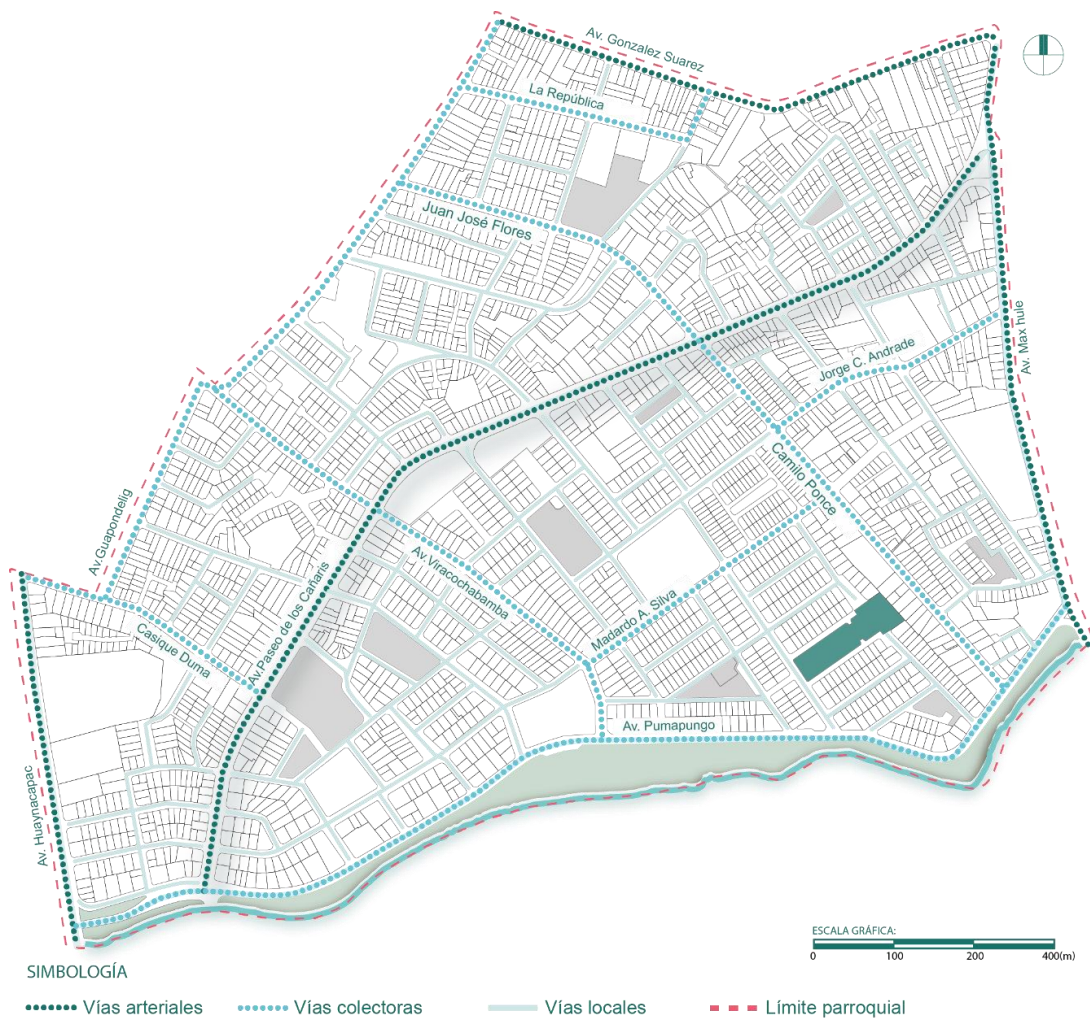 Av. Gonzalez Suarez
La República
Juan José Flores
Jorge C. Andrade
Av. Max huie
Camilo Ponce
Av.Guapondelig
Av.Paseo de los Cañaris
Av.Viracochabamba
Madardo A. Silva
Casique Duma
Av. Pumapungo
Av. Huaynacapac
ESCALA GRÁFICA:
0 100 200 400(m)
SIMBOLOGÍA
Vías arteriales Vías colectoras Vías locales Límite parroquial